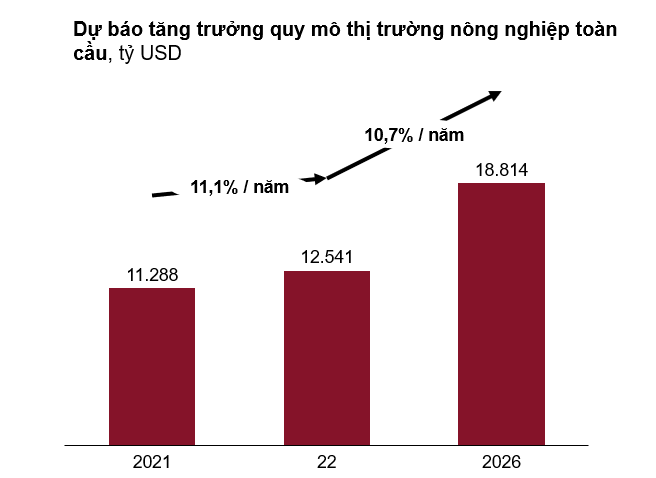 Dự báo tăng trưởng quy mô thị trường nông nghiệp toàn
cầu, tỷ USD
10,7% / năm
11,1% / năm
18.814
12.541
11.288
2021
22
2026